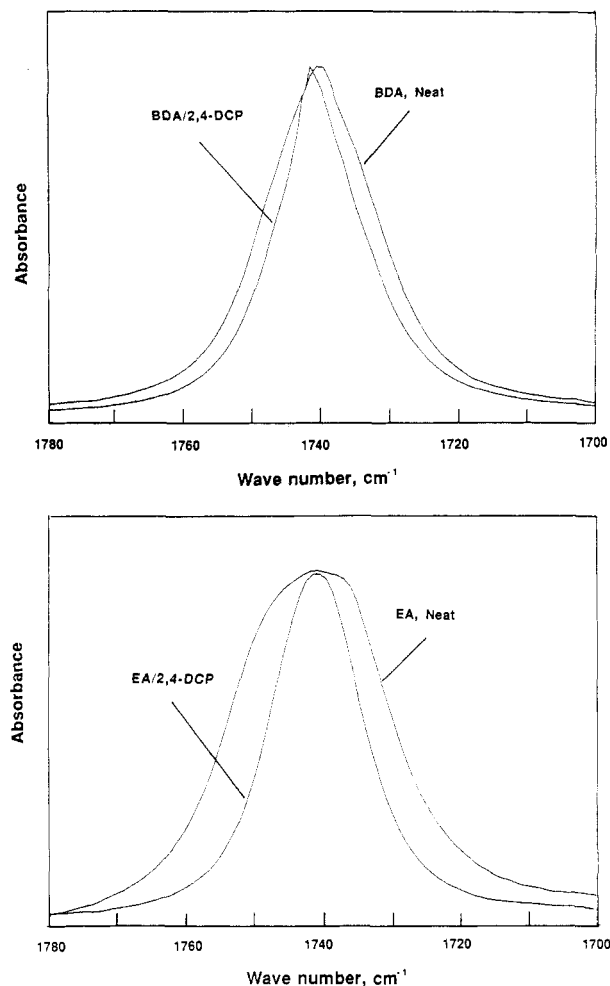 BDA, Neat
BDA/2,4-DCP
Absorbance
1780 1760 1740 1720 1700
Wave number, cm⁻¹
EA, Neat
EA/2,4-DCP
Absorbance
1780 1760 1740 1720 1700
Wave number, cm⁻¹